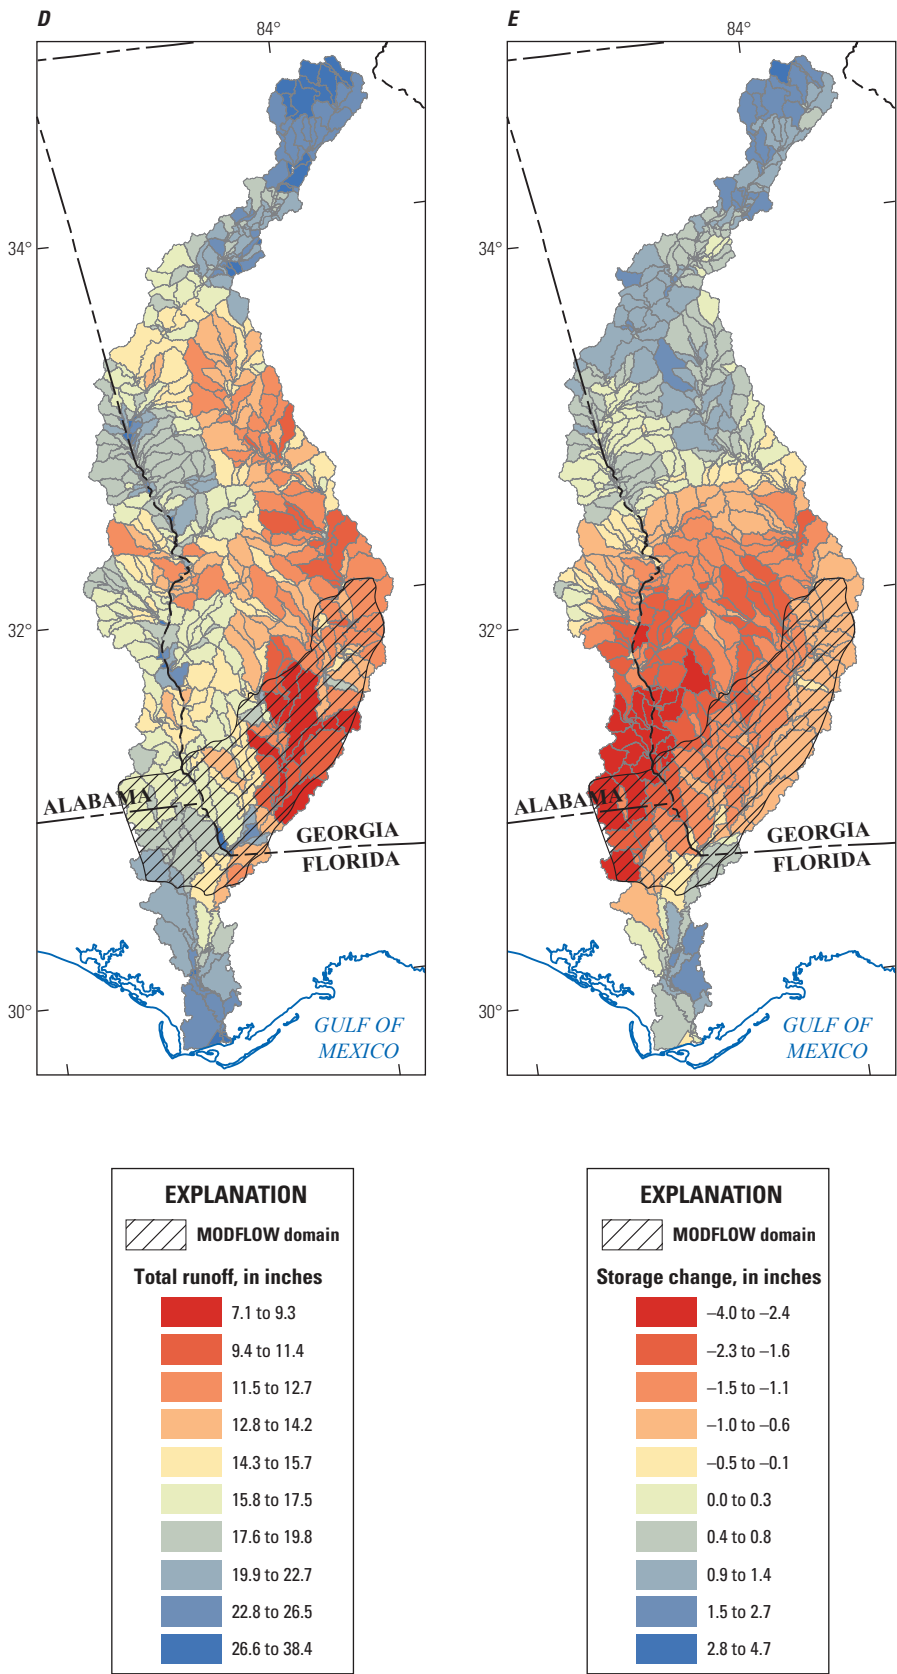 D
84°
34°
32°
ALABAMA
GEORGIA
FLORIDA
30°
GULF OF
MEXICO
EXPLANATION
MODFLOW domain
Total runoff, in inches
7.1 to 9.3
9.4 to 11.4
11.5 to 12.7
12.8 to 14.2
14.3 to 15.7
15.8 to 17.5
17.6 to 19.8
19.9 to 22.7
22.8 to 26.5
26.6 to 38.4
E
84°
34°
32°
ALABAMA
GEORGIA
FLORIDA
30°
GULF OF
MEXICO
EXPLANATION
MODFLOW domain
Storage change, in inches
–4.0 to –2.4
–2.3 to –1.6
–1.5 to –1.1
–1.0 to –0.6
–0.5 to –0.1
0.0 to 0.3
0.4 to 0.8
0.9 to 1.4
1.5 to 2.7
2.8 to 4.7